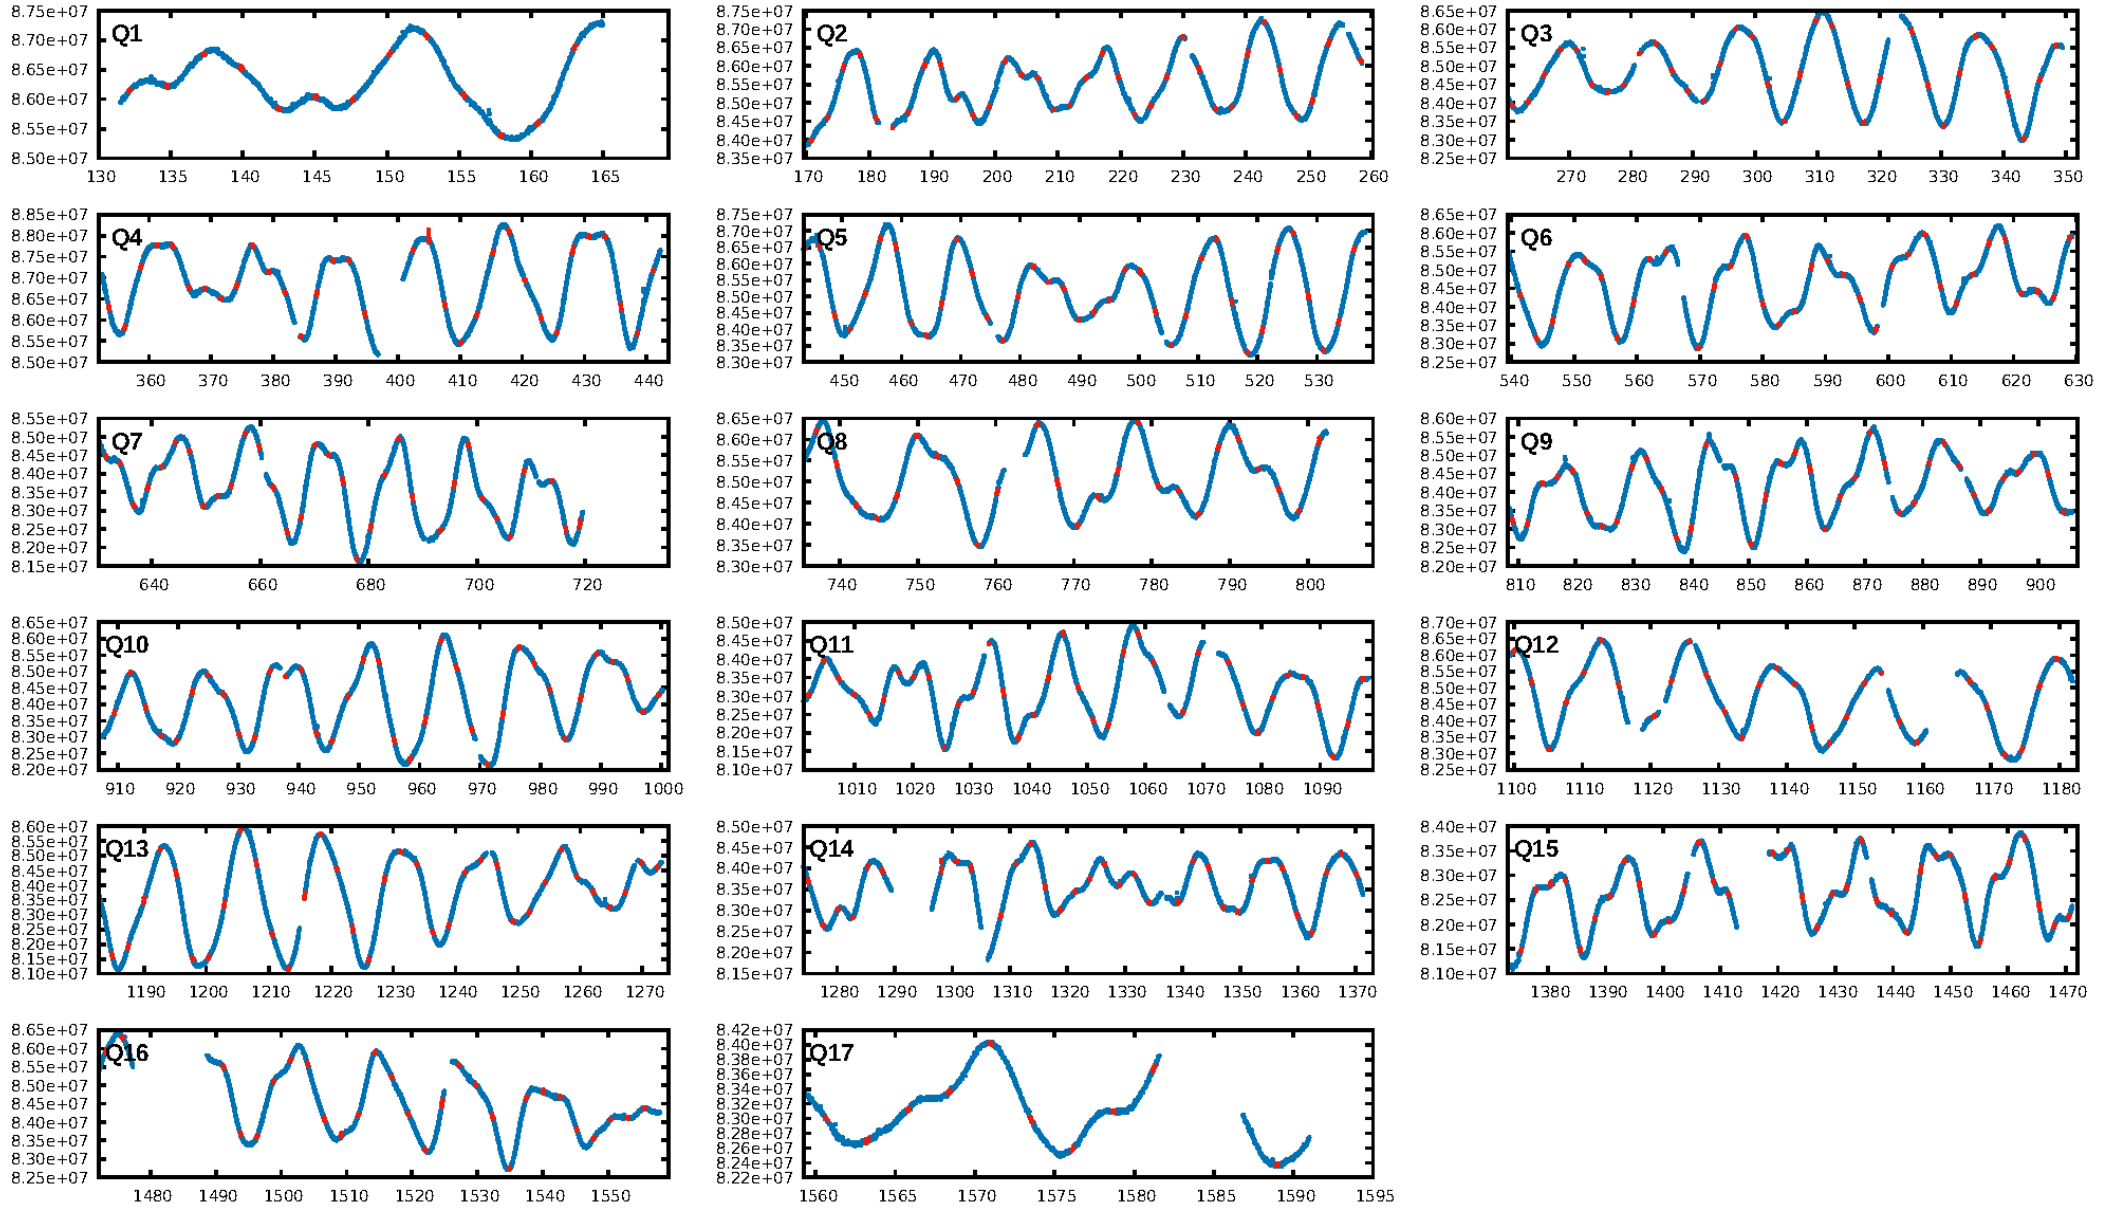 8.75e+07 8.70e+07 8.65e+07 8.60e+07 8.55e+07 8.50e+07
Q1
130 135 140 145 150 155 160 165
8.75e+07 8.70e+07 8.65e+07 8.60e+07 8.55e+07 8.50e+07 8.45e+07 8.40e+07 8.35e+07
Q2
170 180 190 200 210 220 230 240 250 260
8.65e+07 8.60e+07 8.55e+07 8.50e+07 8.45e+07 8.40e+07 8.35e+07 8.30e+07 8.25e+07
Q3
270 280 290 300 310 320 330 340 350
8.85e+07 8.80e+07 8.75e+07 8.70e+07 8.65e+07 8.60e+07 8.55e+07 8.50e+07
Q4
360 370 380 390 400 410 420 430 440
8.75e+07 8.70e+07 8.65e+07 8.60e+07 8.55e+07 8.50e+07 8.45e+07 8.40e+07 8.35e+07 8.30e+07
Q5
450 460 470 480 490 500 510 520 530
8.65e+07 8.60e+07 8.55e+07 8.50e+07 8.45e+07 8.40e+07 8.35e+07 8.30e+07 8.25e+07
Q6
540 550 560 570 580 590 600 610 620 630
8.55e+07 8.50e+07 8.45e+07 8.40e+07 8.35e+07 8.30e+07 8.25e+07 8.20e+07 8.15e+07
Q7
640 660 680 700 720
8.65e+07 8.60e+07 8.55e+07 8.50e+07 8.45e+07 8.40e+07 8.35e+07 8.30e+07
Q8
740 750 760 770 780 790 800
8.60e+07 8.55e+07 8.50e+07 8.45e+07 8.40e+07 8.35e+07 8.30e+07 8.25e+07 8.20e+07
Q9
810 820 830 840 850 860 870 880 890 900
8.65e+07 8.60e+07 8.55e+07 8.50e+07 8.45e+07 8.40e+07 8.35e+07 8.30e+07 8.25e+07 8.20e+07
Q10
910 920 930 940 950 960 970 980 990 1000
8.50e+07 8.45e+07 8.40e+07 8.35e+07 8.30e+07 8.25e+07 8.20e+07 8.15e+07 8.10e+07
Q11
1010 1020 1030 1040 1050 1060 1070 1080 1090
8.70e+07 8.65e+07 8.60e+07 8.55e+07 8.50e+07 8.45e+07 8.40e+07 8.35e+07 8.30e+07 8.25e+07
Q12
1100 1110 1120 1130 1140 1150 1160 1170 1180
8.60e+07 8.55e+07 8.50e+07 8.45e+07 8.40e+07 8.35e+07 8.30e+07 8.25e+07 8.20e+07 8.15e+07 8.10e+07
Q13
1190 1200 1210 1220 1230 1240 1250 1260 1270
8.50e+07 8.45e+07 8.40e+07 8.35e+07 8.30e+07 8.25e+07 8.20e+07 8.15e+07
Q14
1280 1290 1300 1310 1320 1330 1340 1350 1360 1370
8.40e+07 8.35e+07 8.30e+07 8.25e+07 8.20e+07 8.15e+07 8.10e+07
Q15
1380 1390 1400 1410 1420 1430 1440 1450 1460 1470
8.65e+07 8.60e+07 8.55e+07 8.50e+07 8.45e+07 8.40e+07 8.35e+07 8.30e+07 8.25e+07
Q16
1480 1490 1500 1510 1520 1530 1540 1550
8.42e+07 8.40e+07 8.38e+07 8.36e+07 8.34e+07 8.32e+07 8.30e+07 8.28e+07 8.26e+07 8.24e+07 8.22e+07
Q17
1560 1565 1570 1575 1580 1585 1590 1595